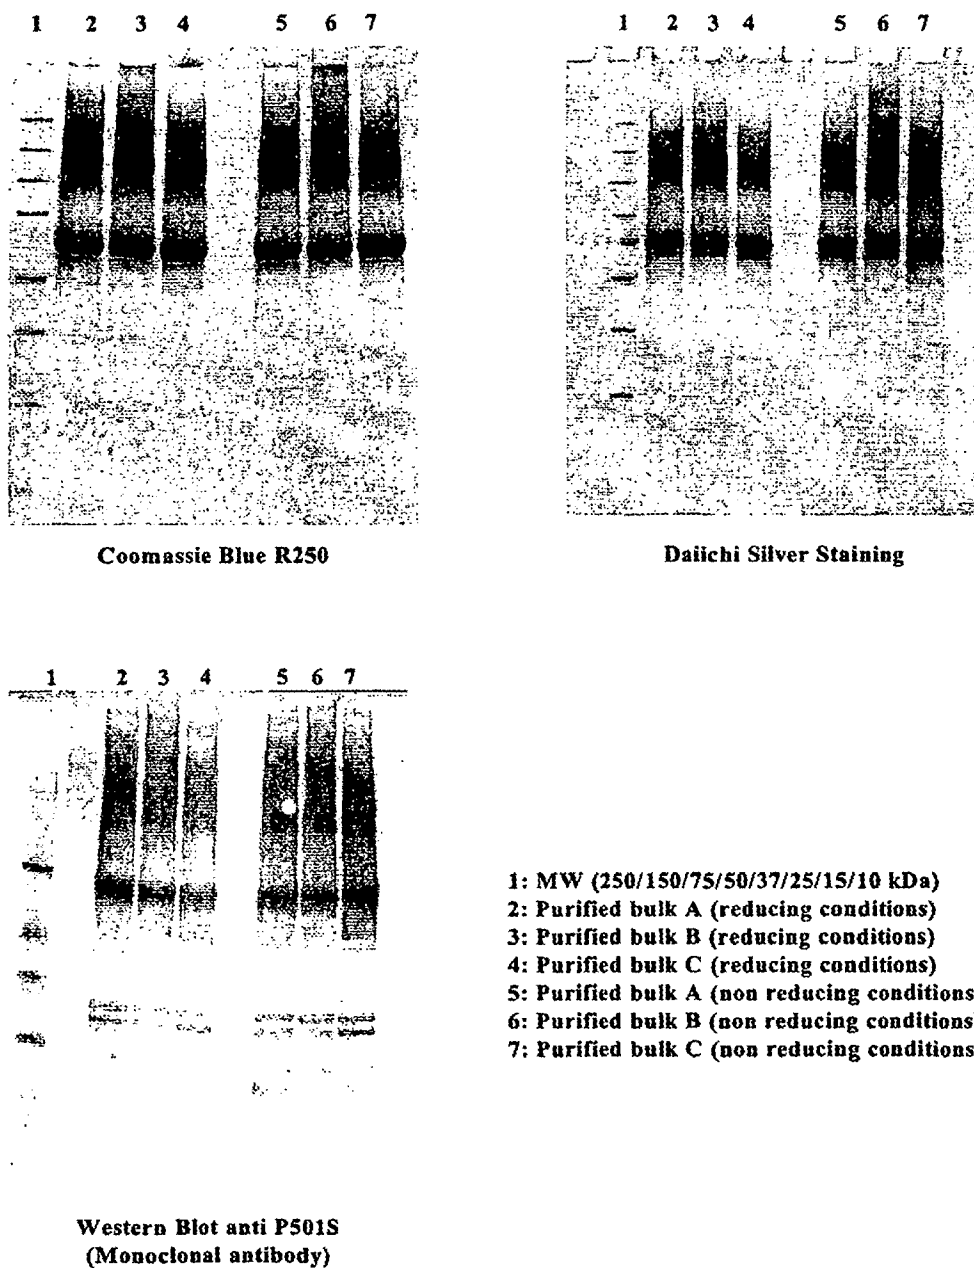 1 2 3 4 5 6 7
1 2 3 4 5 6 7
Coomassie Blue R250
Daiichi Silver Staining
1 2 3 4 5 6 7
1: MW (250/150/75/50/37/25/15/10 kDa)
2: Purified bulk A (reducing conditions)
3: Purified bulk B (reducing conditions)
4: Purified bulk C (reducing conditions)
5: Purified bulk A (non reducing conditions
6: Purified bulk B (non reducing conditions
7: Purified bulk C (non reducing conditions
Western Blot anti P501S
(Monoclonal antibody)